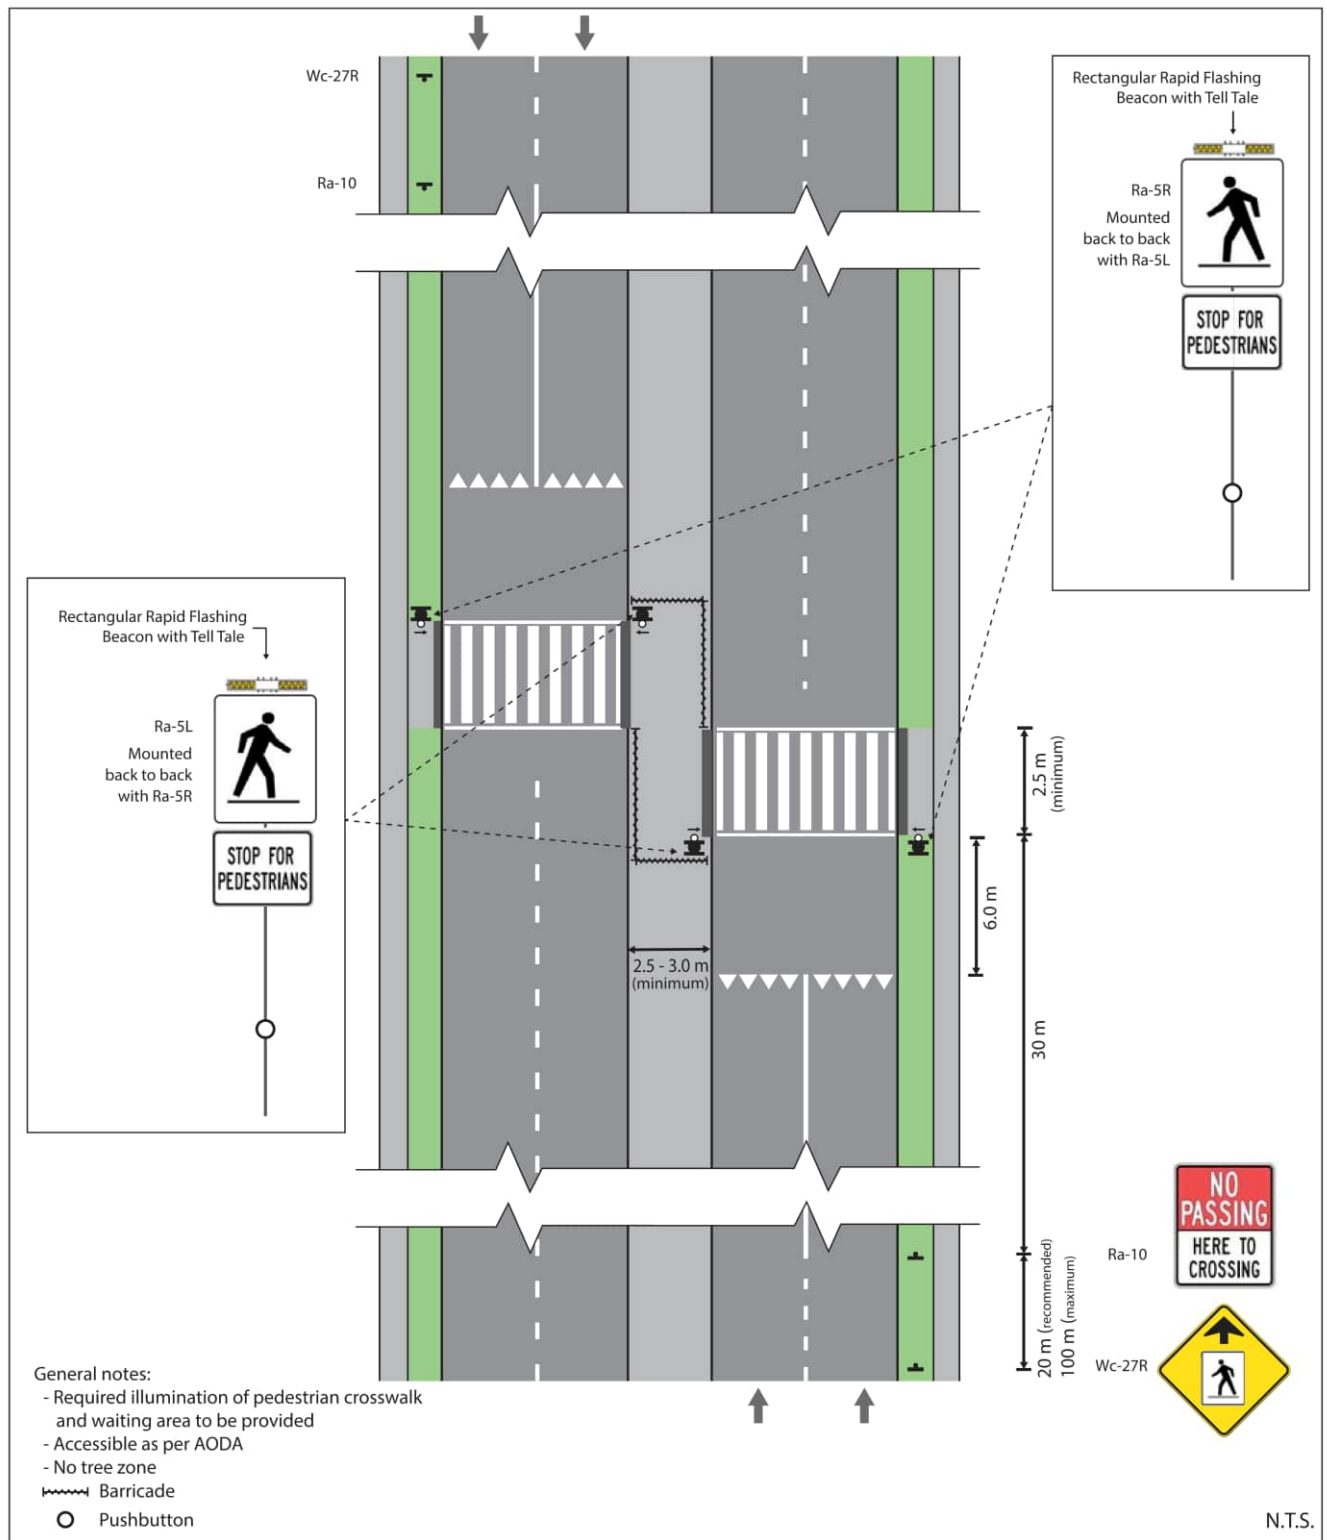 Wc-27R
Ra-10
Rectangular Rapid Flashing
Beacon with Tell Tale
Ra-5R
Mounted
back to back
with Ra-5L
STOP FOR
PEDESTRIANS
Rectangular Rapid Flashing
Beacon with Tell Tale
Ra-5L
Mounted
back to back
with Ra-5R
STOP FOR
PEDESTRIANS
2.5 m
(minimum)
6.0 m
2.5 - 3.0 m
(minimum)
30 m
NO
PASSING
HERE TO
CROSSING
Ra-10
20 m (recommended)
100 m (maximum)
Wc-27R
General notes:
- Required illumination of pedestrian crosswalk
and waiting area to be provided
- Accessible as per AODA
- No tree zone
Barricade
Pushbutton
N.T.S.